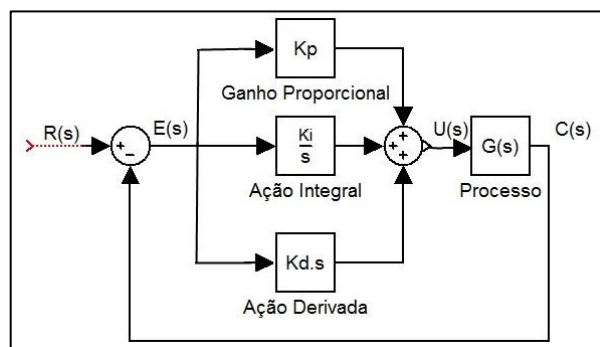 Kp
Ganho Proporcional
R(s)
E(s)
+
−
Ki
s
Ação Integral
+
+
+
U(s)
G(s)
C(s)
Processo
Kd.s
Ação Derivada